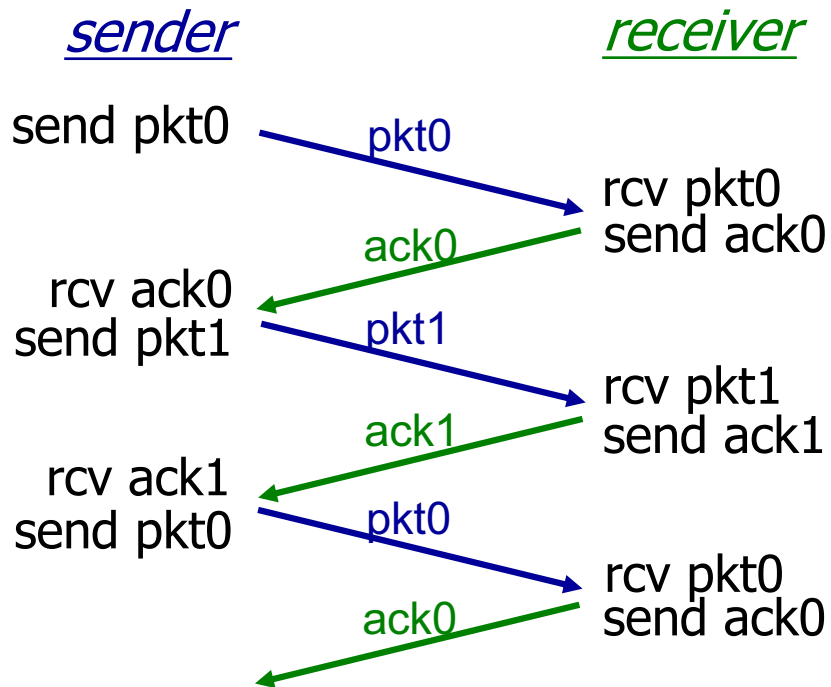 sender
receiver
send pkt0
pkt0
rcv pkt0
send ack0
ack0
rcv ack0
send pkt1
pkt1
rcv pkt1
send ack1
ack1
rcv ack1
send pkt0
pkt0
rcv pkt0
send ack0
ack0